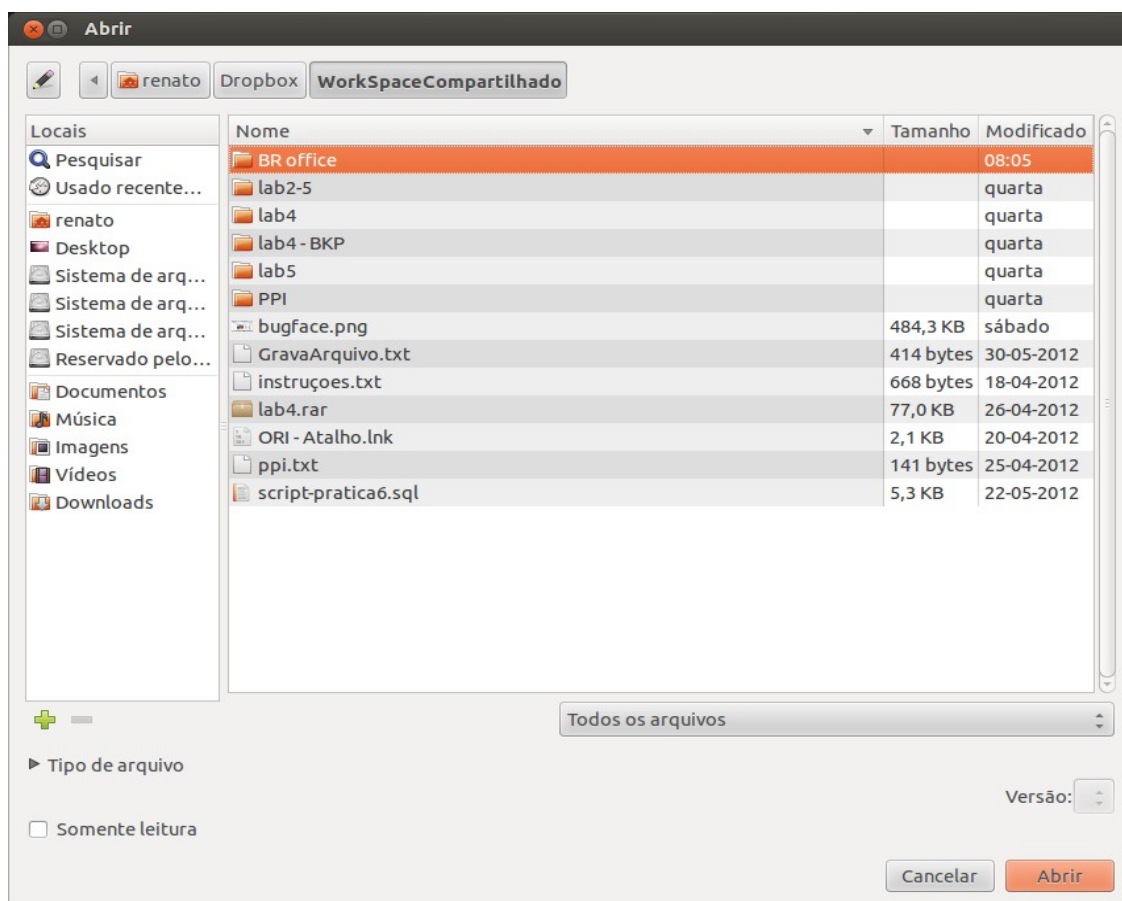 Abrir
renato Dropbox WorkSpaceCompartilhado
Locais Nome Tamanho Modificado
Pesquisar BR office 08:05
Usado recente... lab2-5 quarta
renato lab4 quarta
Desktop lab4 - BKP quarta
Sistema de arq... lab5 quarta
Sistema de arq... PPI quarta
Sistema de arq... bugface.png 484,3 KB sábado
Reservado pelo... GravaArquivo.txt 414 bytes 30-05-2012
Documentos instruçoes.txt 668 bytes 18-04-2012
Música lab4.rar 77,0 KB 26-04-2012
Imagens ORI - Atalho.lnk 2,1 KB 20-04-2012
Vídeos ppi.txt 141 bytes 25-04-2012
Downloads script-pratica6.sql 5,3 KB 22-05-2012
Todos os arquivos
Tipo de arquivo
Versão:
Somente leitura
Cancelar Abrir